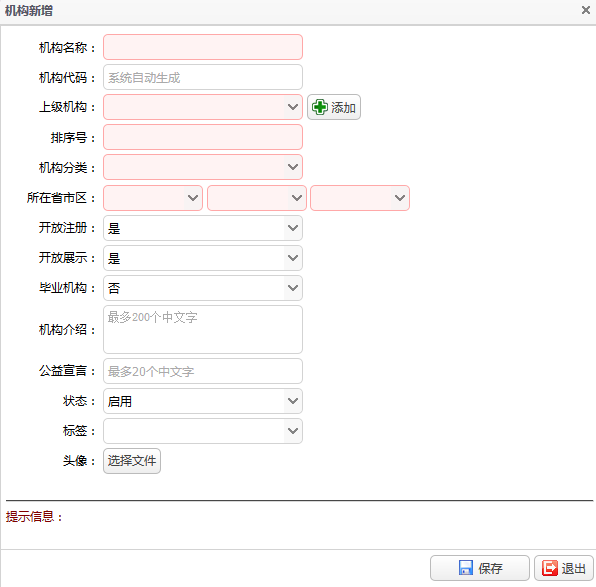 机构新增
机构名称：
机构代码： 系统自动生成
上级机构： 添加
排序号：
机构分类：
所在省市区：
开放注册： 是
开放展示： 是
毕业机构： 否
机构介绍： 最多200个中文字
公益宣言： 最多20个中文字
状态： 启用
标签：
头像： 选择文件
提示信息：
保存 退出